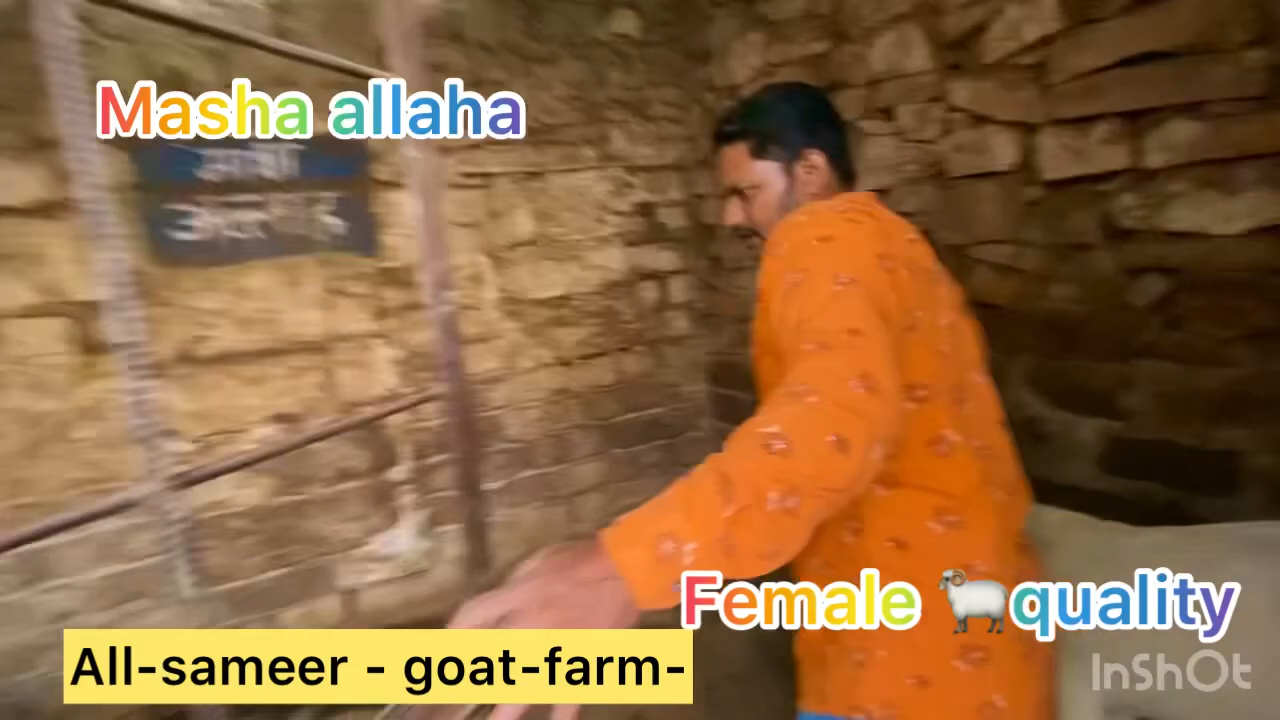 Masha allaha
Female 🐏quality
All-sameer - goat-farm-
InShOt